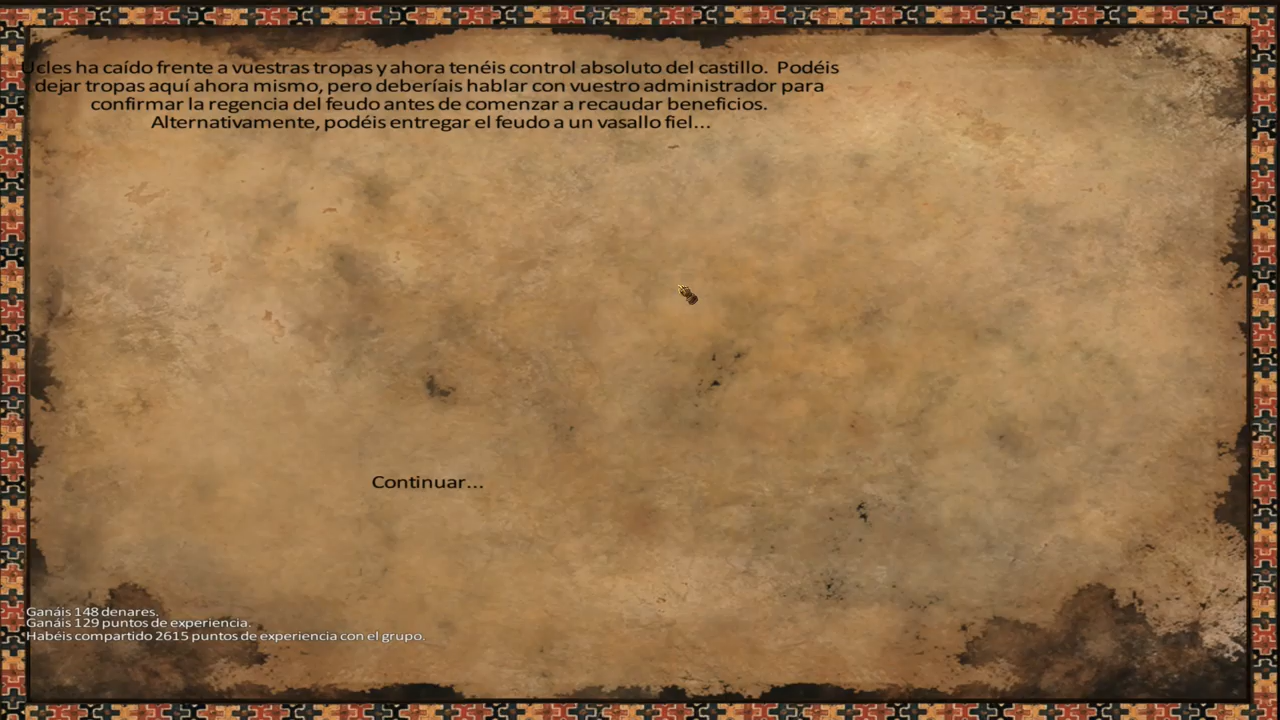 Ucles ha caído frente a vuestras tropas y ahora tenéis control absoluto del castillo. Podéis
dejar tropas aquí ahora mismo, pero deberíais hablar con vuestro administrador para
confirmar la regencia del feudo antes de comenzar a recaudar beneficios.
Alternativamente, podéis entregar el feudo a un vasallo fiel...
Continuar...
Ganáis 148 denares.
Ganáis 129 puntos de experiencia.
Habéis compartido 2615 puntos de experiencia con el grupo.